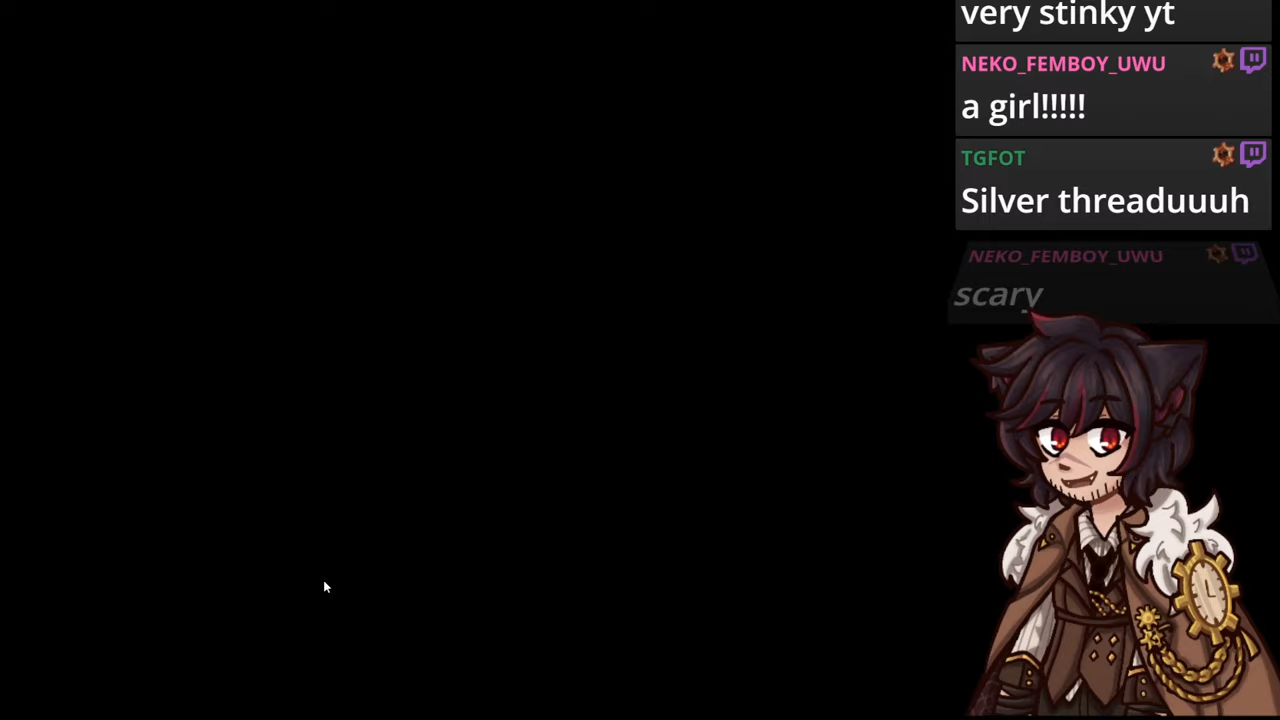 very stinky yt
NEKO_FEMBOY_UWU
a girl!!!!!
TGFOT
Silver threaduuuh
NEKO_FEMBOY_UWU
scary